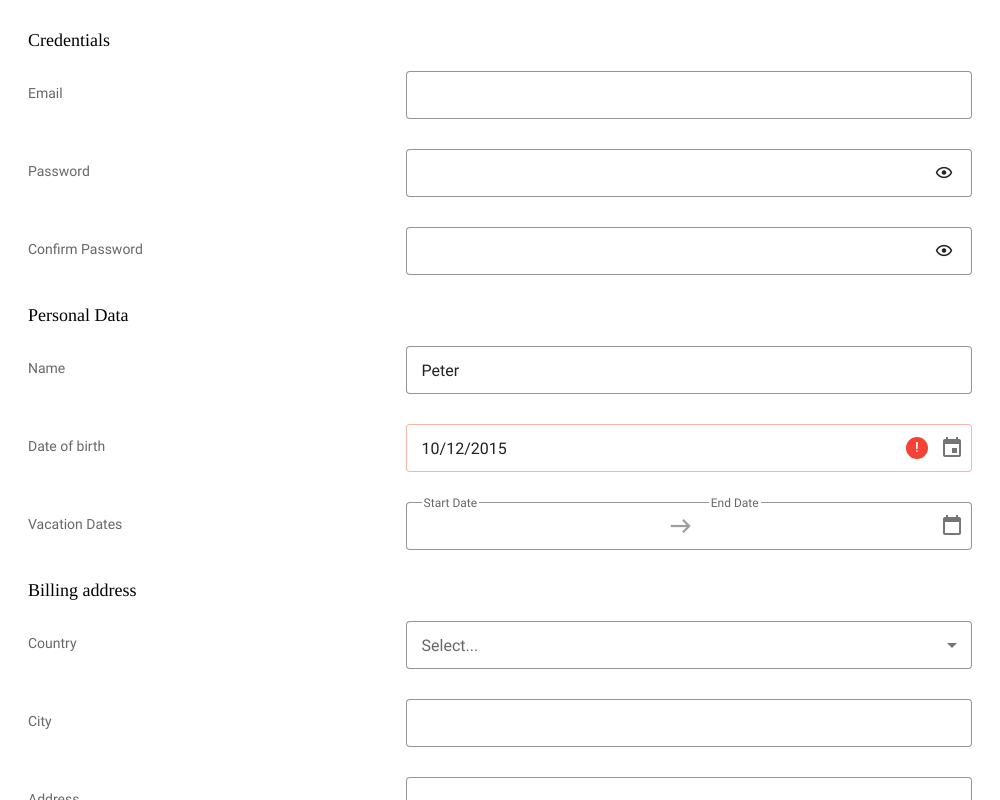 Credentials
Email
Password
Confirm Password
Personal Data
Name
Peter
Date of birth
10/12/2015
!
Start Date
End Date
Vacation Dates
Billing address
Country
Select...
City
Address